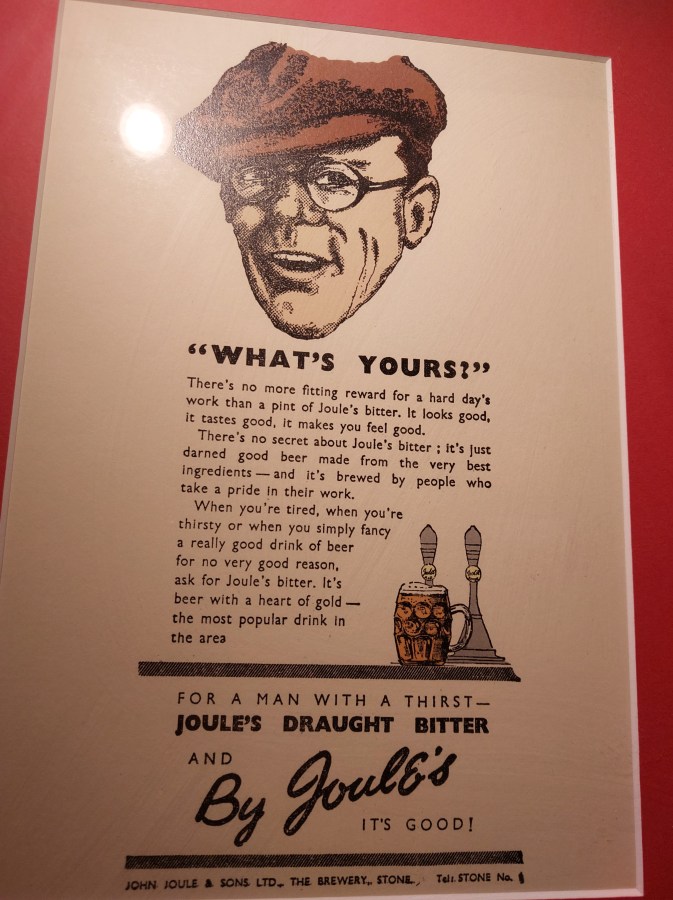 “WHAT'S YOURS?”
There's no more fitting reward for a hard day's
work than a pint of Joule's bitter. It looks good,
it tastes good, it makes you feel good.
There's no secret about Joule's bitter ; it's just
darned good beer made from the very best
ingredients — and it's brewed by people who
take a pride in their work.
When you're tired, when you're
thirsty or when you simply fancy
a really good drink of beer
for no very good reason,
ask for Joule's bitter. It's
beer with a heart of gold —
the most popular drink in
the area
FOR A MAN WITH A THIRST—
JOULE'S DRAUGHT BITTER
AND
By Joule's
IT'S GOOD!
JOHN JOULE & SONS LTD., THE BREWERY, STONE. Tel: STONE No.